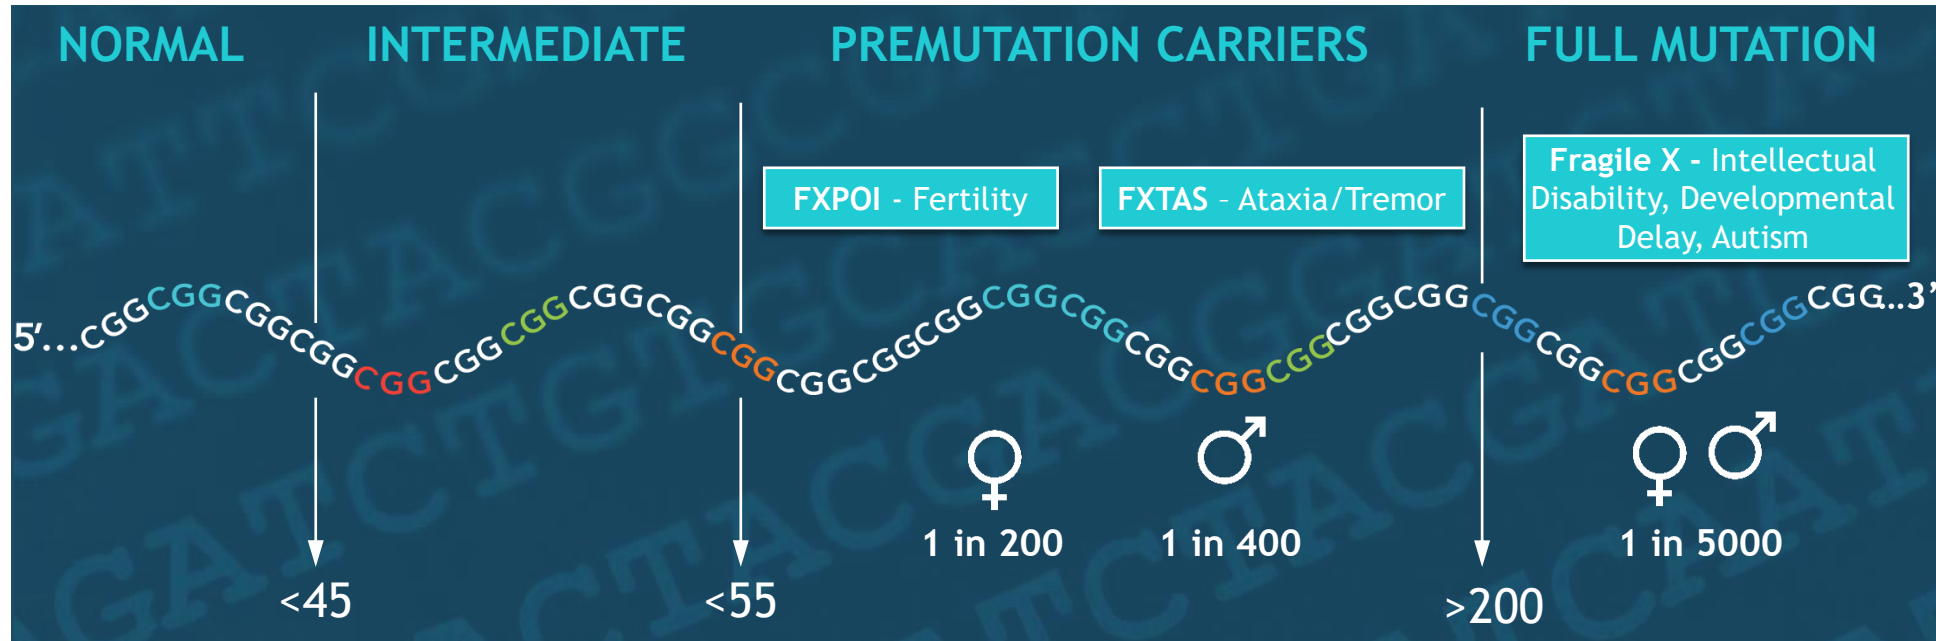 NORMAL
INTERMEDIATE
PREMUTATION CARRIERS
FULL MUTATION
FXPOI - Fertility
FXTAS – Ataxia/Tremor
Fragile X - Intellectual
Disability, Developmental
Delay, Autism
5’...CGGCGGCGGCGGCGGCGGCGGCGGCGGCGGCGGCGGCGGCGGCGGCGGCGGCGGCGGCGGCGGCGGCGGCGGCGGCGG...3’
1 in 200
1 in 400
1 in 5000
<45
<55
>200